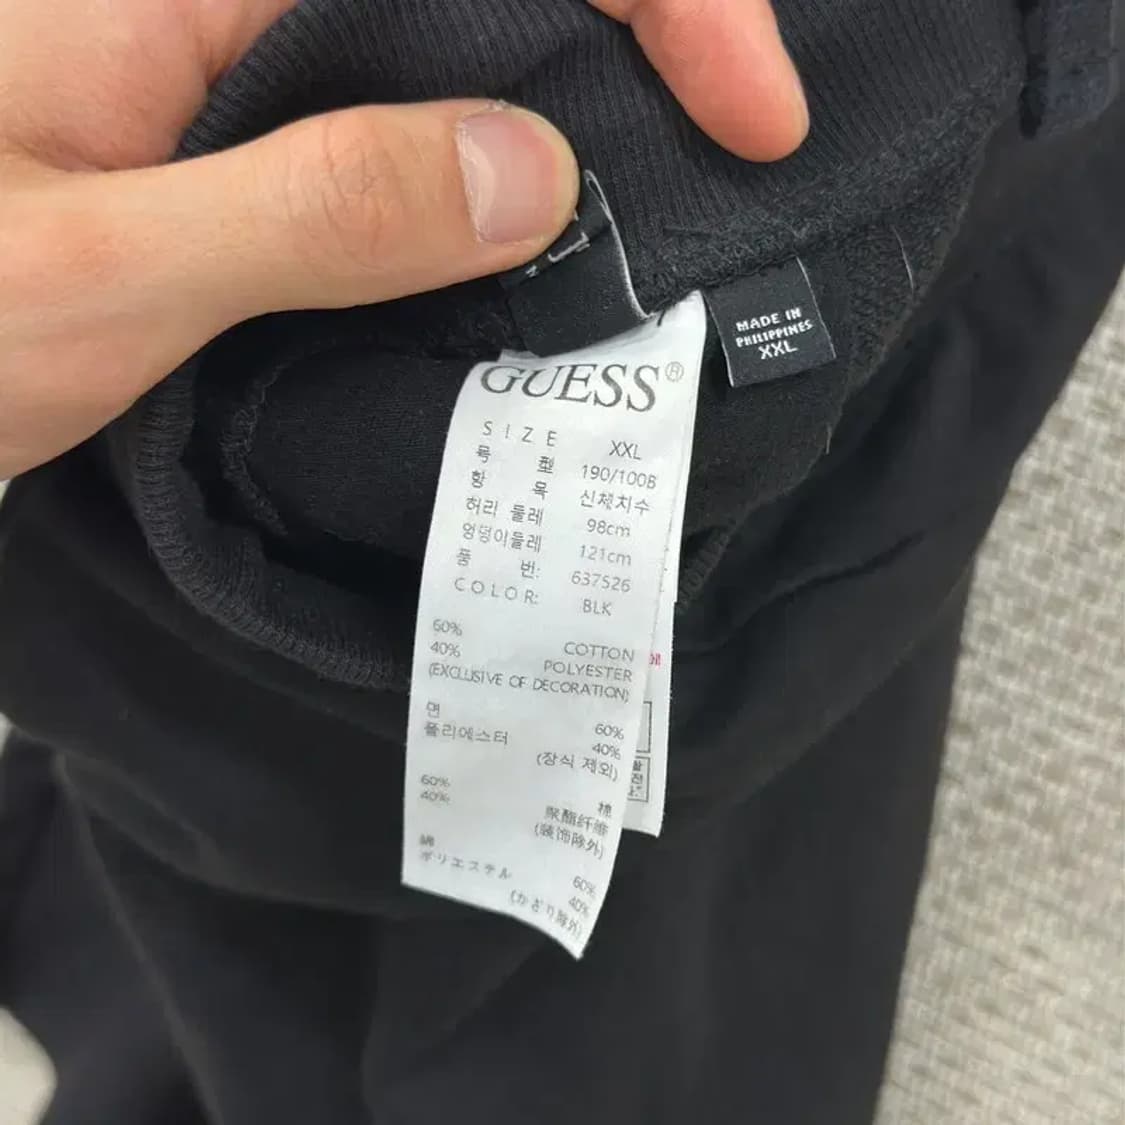 MADE IN
PHILIPPINES
XXL
GUESS®
SIZE XXL
号 型 190/100B
항 목 신체치수
허리 둘레 98cm
엉덩이둘레 121cm
품 번: 637526
COLOR: BLK
60% COTTON
40% POLYESTER
(EXCLUSIVE OF DECORATION)
면 60%
폴리에스터 40%
(장식 제외)
60% 棉
40% 聚酯纤维
(装饰除外)
綿 60%
ポリエステル 40%
(かざり除外)